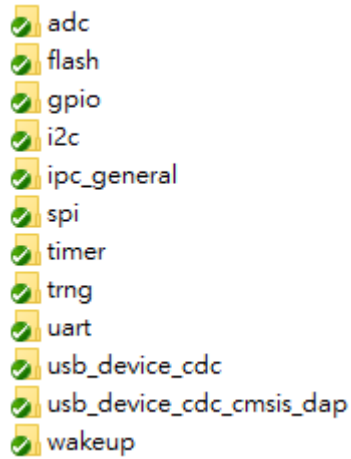 adc
flash
gpio
i2c
ipc_general
spi
timer
trng
uart
usb_device_cdc
usb_device_cdc_cmsis_dap
wakeup